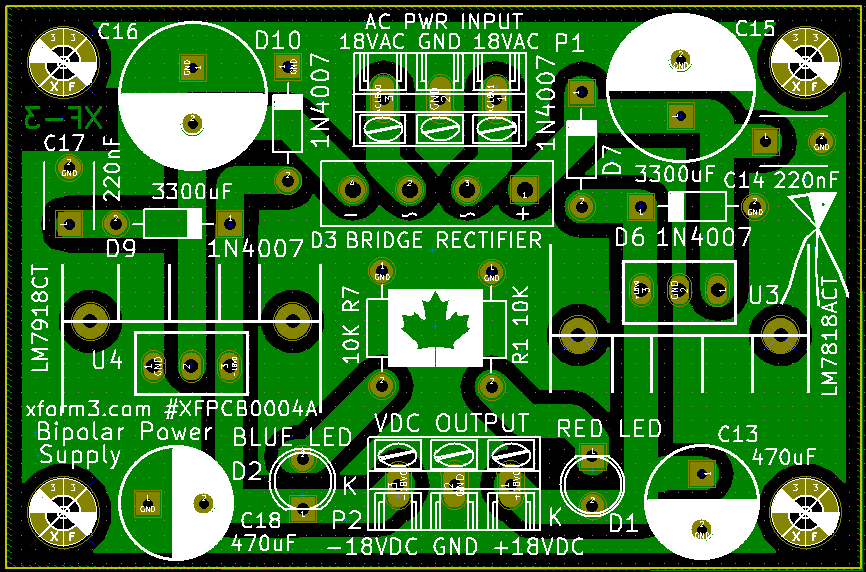 AC PWR INPUT
18VAC GND 18VAC
P1
C16
D10
1N4007
1N4007
C15
XF-3
C17
220nF
3300uF
D7
3300uF
C14 220nF
D9
1N4007
D3 BRIDGE RECTIFIER
D6 1N4007
LM7918CT
U4
10K R7
R1 10K
U3
LM7818ACT
xform3.com #XFPCB0004A
Bipolar Power
Supply
BLUE LED
D2
VDC OUTPUT
RED LED
C13
470uF
K
K
P2
D1
C18
470uF
-18VDC GND +18VDC